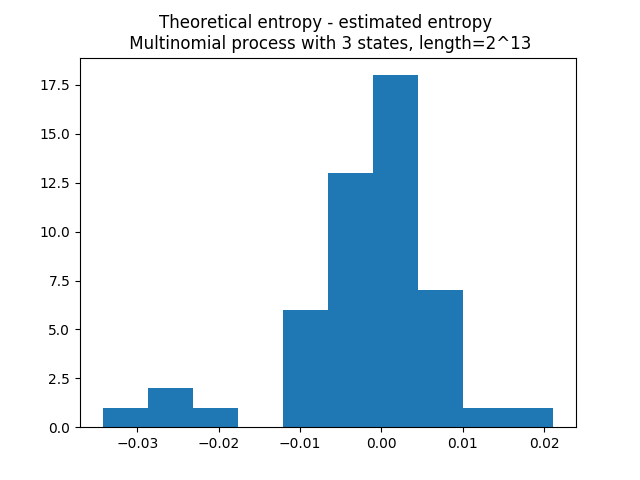 Theoretical entropy - estimated entropy
Multinomial process with 3 states, length=2^13
17.5
15.0
12.5
10.0
7.5
5.0
2.5
0.0
−0.03 −0.02 −0.01 0.00 0.01 0.02